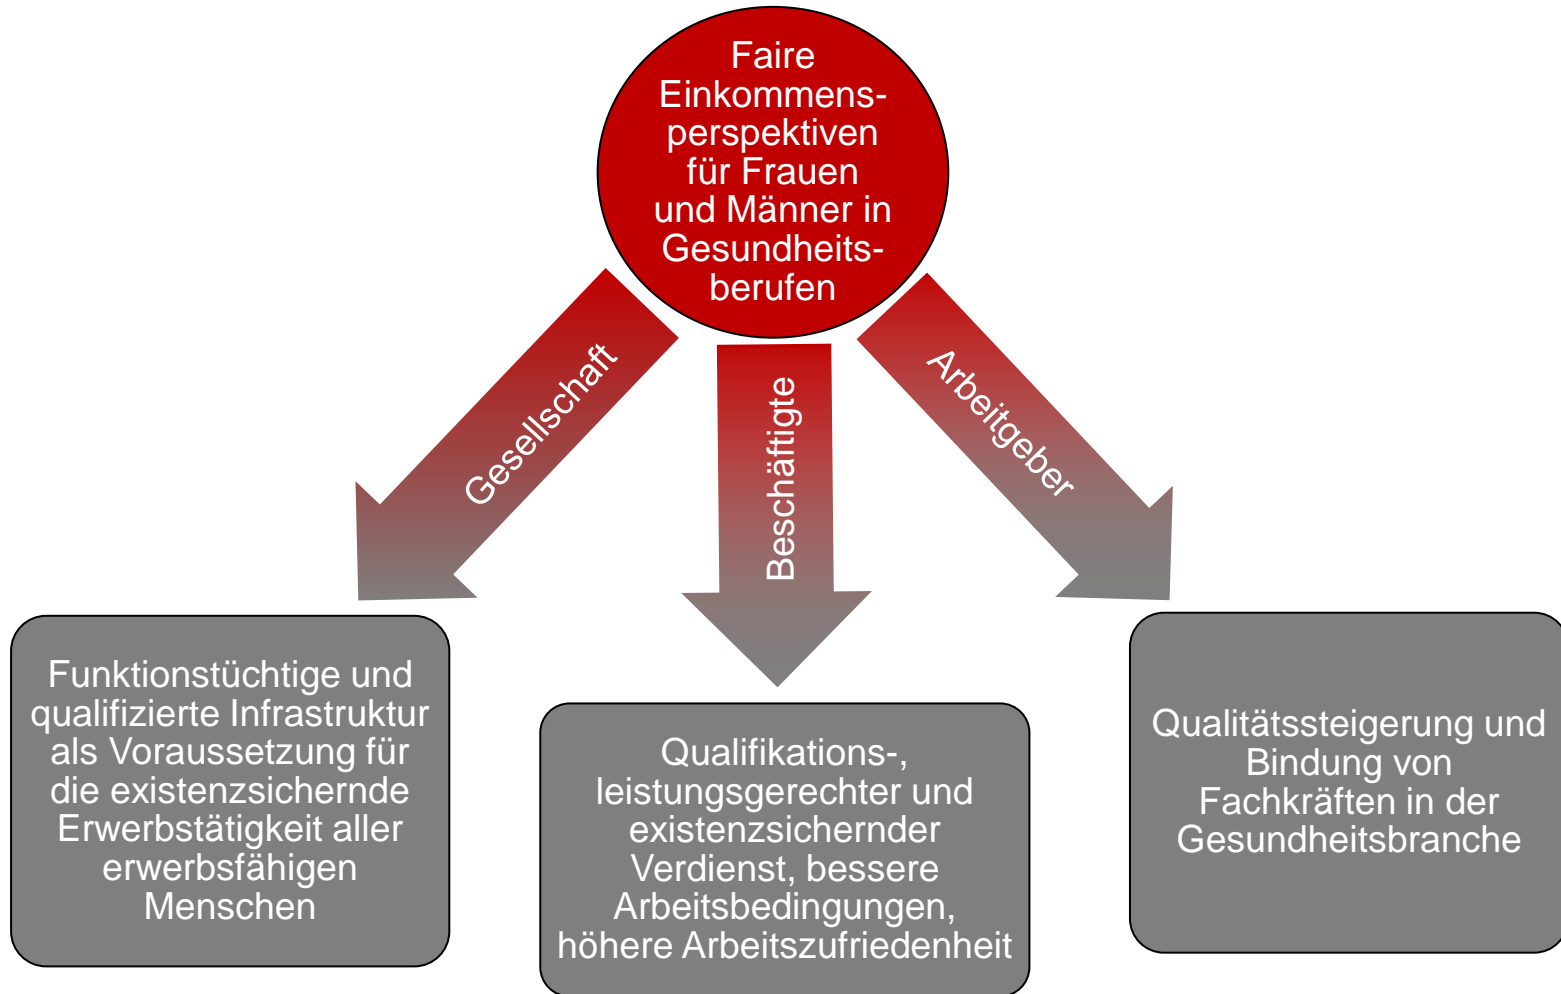 Faire
Einkommens-
perspektiven
für Frauen
und Männer in
Gesundheits-
berufen
Gesellschaft
Beschäftigte
Arbeitgeber
Funktionstüchtige und
qualifizierte Infrastruktur
als Voraussetzung für
die existenzsichernde
Erwerbstätigkeit aller
erwerbsfähigen
Menschen
Qualifikations-,
leistungsgerechter und
existenzsichernder
Verdienst, bessere
Arbeitsbedingungen,
höhere Arbeitszufriedenheit
Qualitätssteigerung und
Bindung von
Fachkräften in der
Gesundheitsbranche